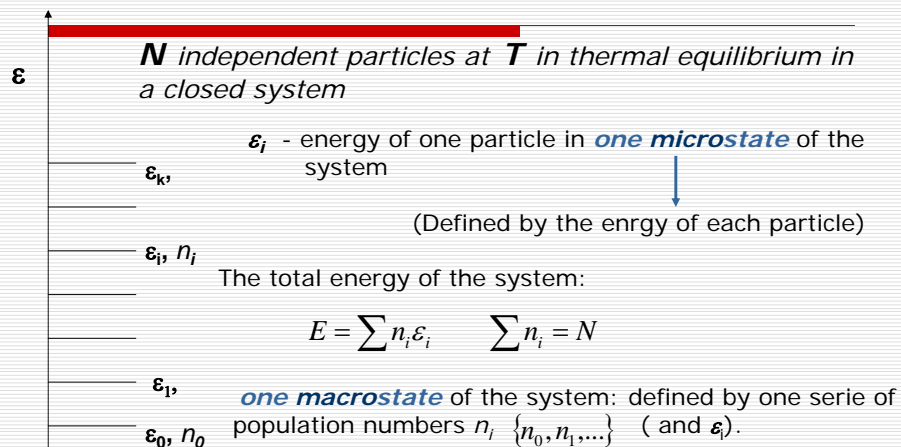 N independent particles at T in thermal equilibrium in
a closed system
ε
εi - energy of one particle in one microstate of the
system
εk,
(Defined by the enrgy of each particle)
εi, ni
The total energy of the system:
E = ∑ niεi ∑ ni = N
ε1,
one macrostate of the system: defined by one serie of
ε0, n0
population numbers ni {n0, n1,...} ( and εi).